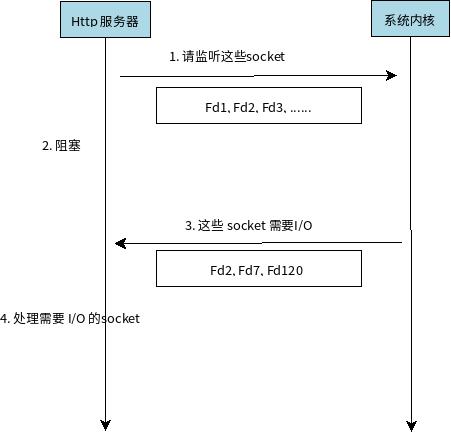 Http 服务器
系统内核
1. 请监听这些socket
Fd1, Fd2, Fd3, ......
2. 阻塞
3. 这些 socket 需要I/O
Fd2, Fd7, Fd120
4. 处理需要 I/O 的socket